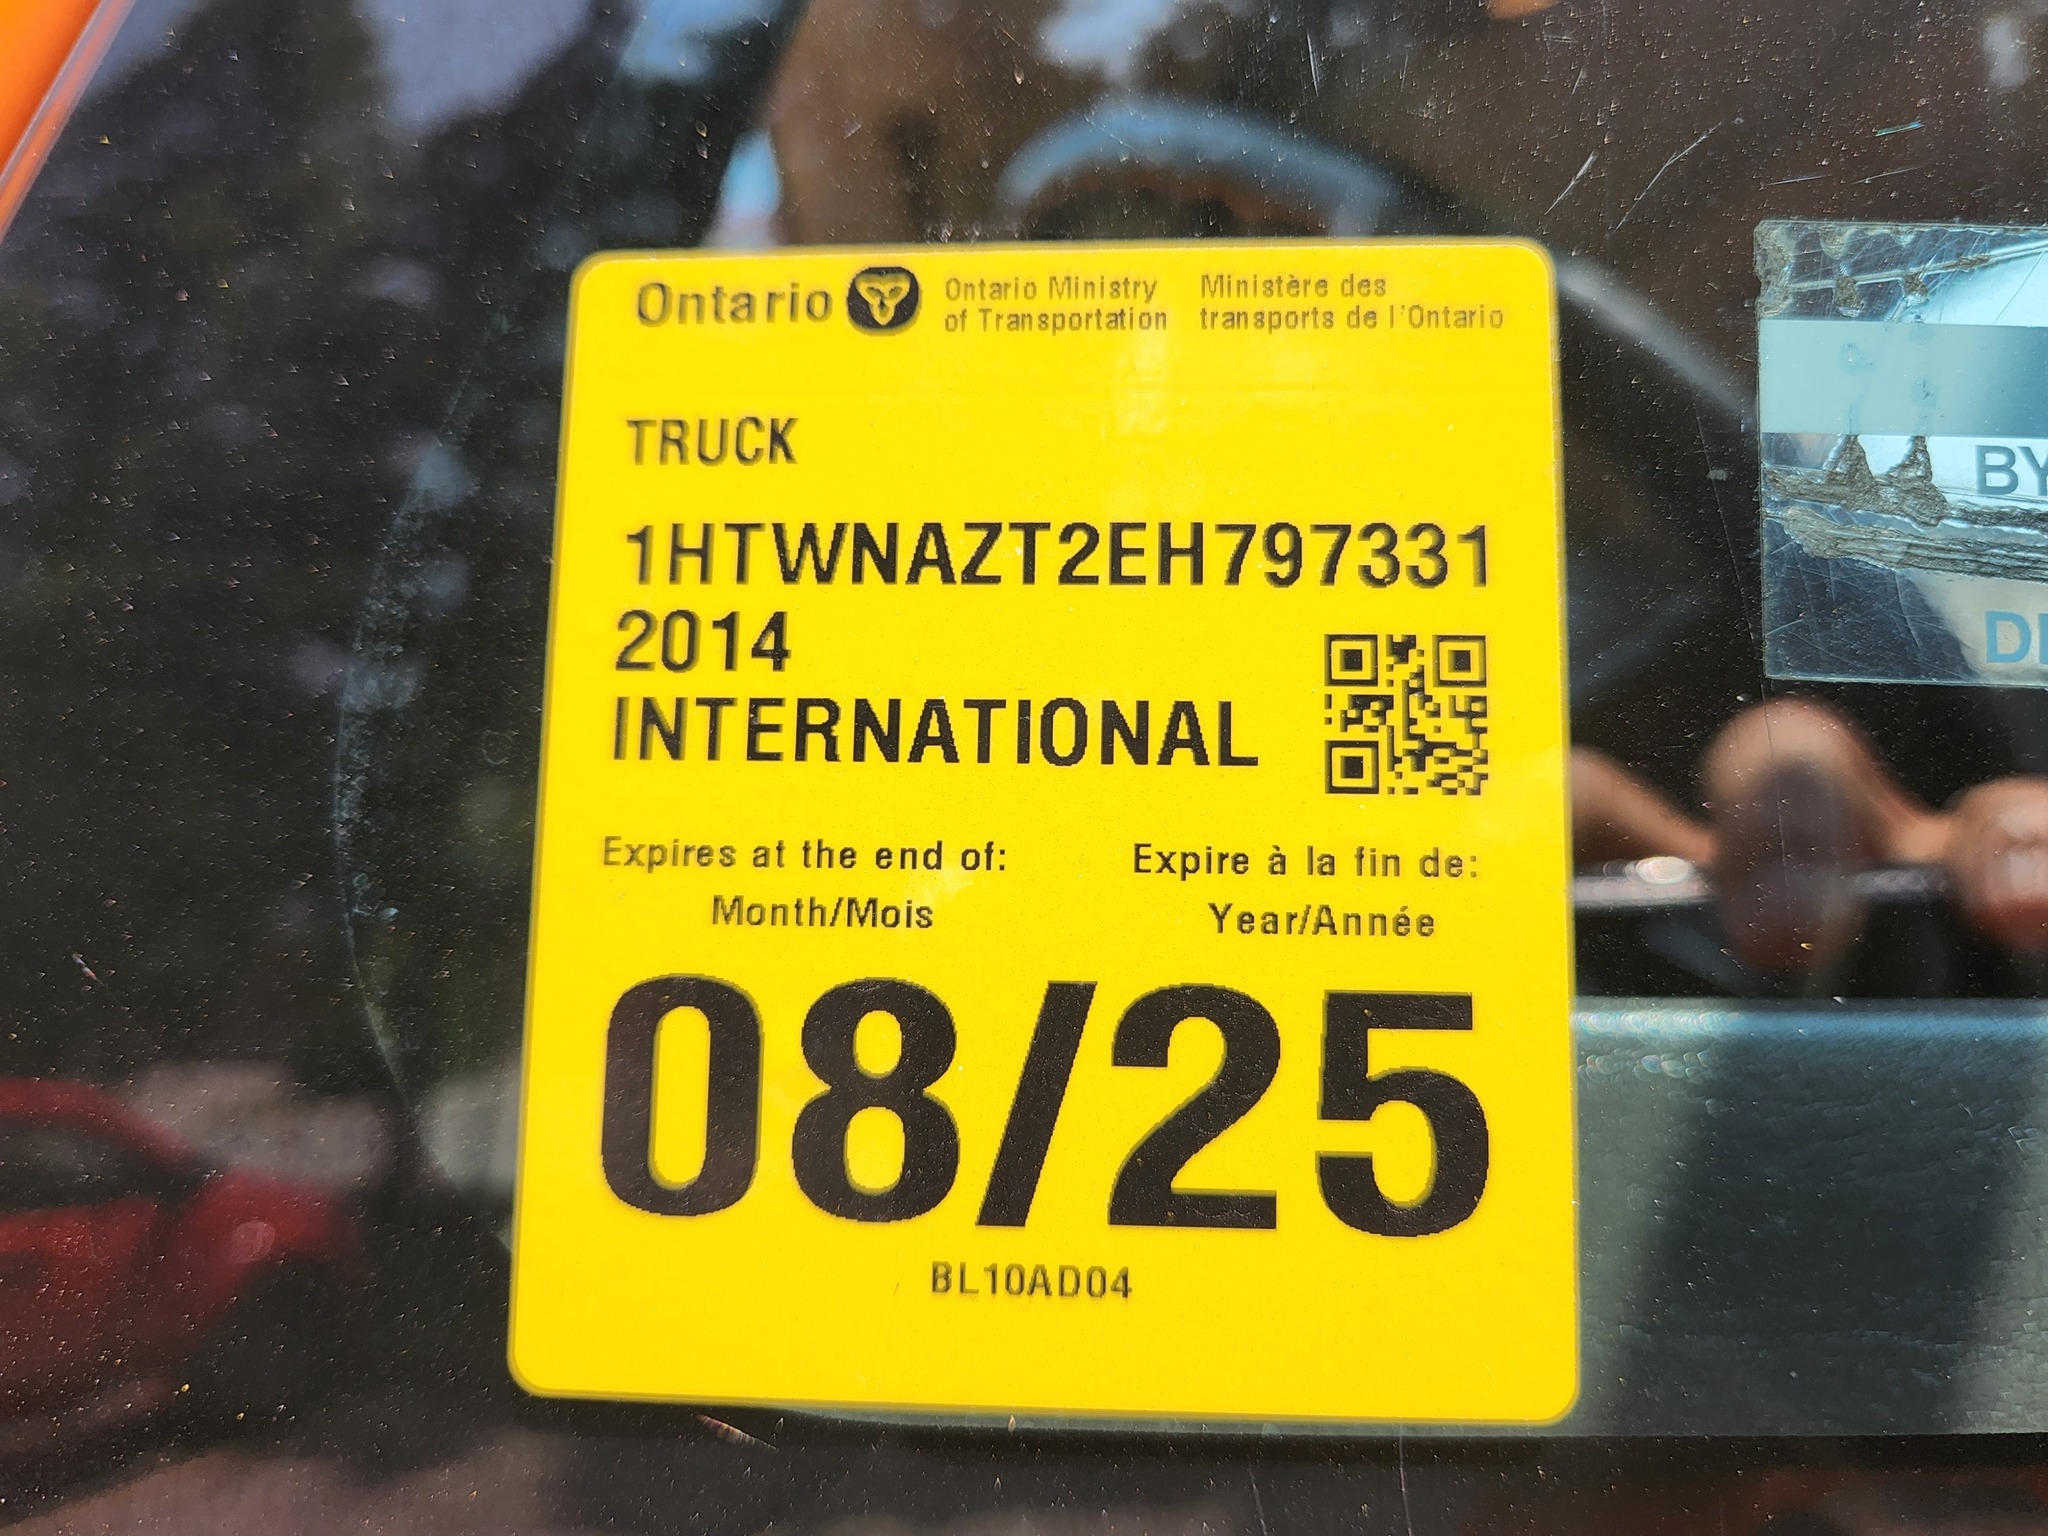 Ontario
Ontario Ministry
of Transportation
Ministère des
transports de l'Ontario
TRUCK
1HTWNAZT2EH797331
2014
INTERNATIONAL
Expires at the end of:
Expire à la fin de:
Month/Mois
Year/Année
08/25
BL10AD04
BY